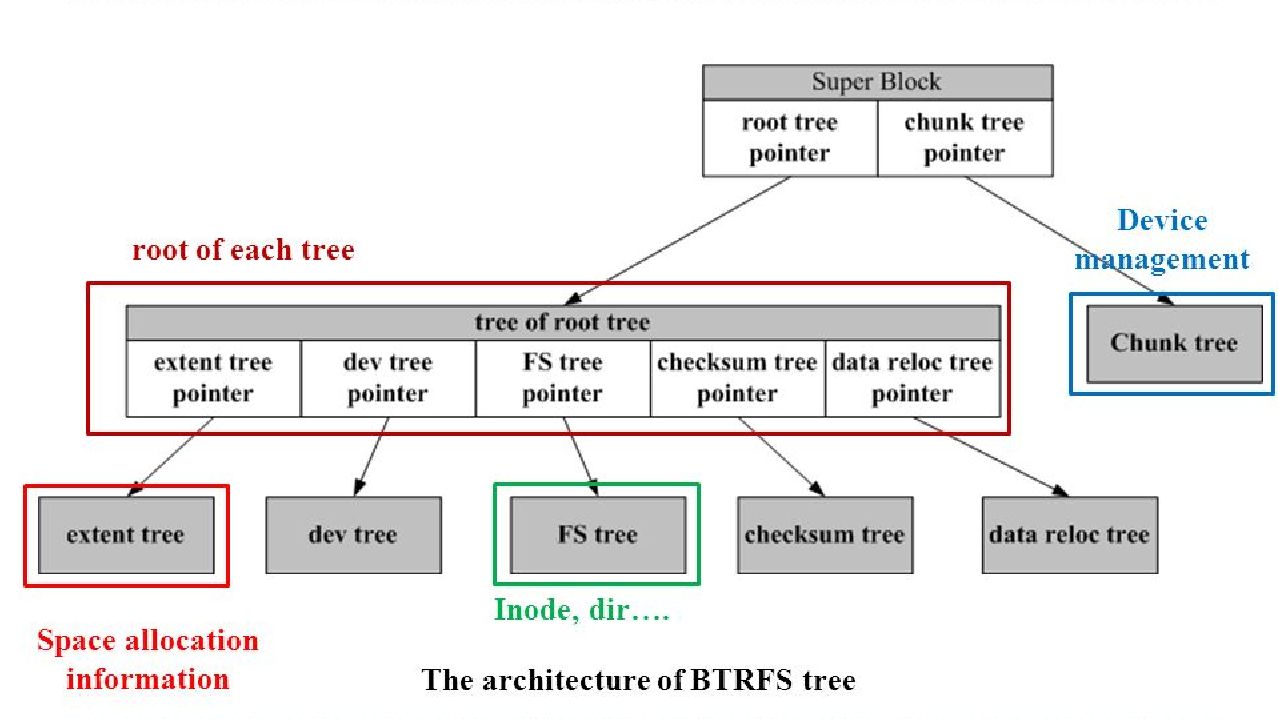 Super Block
root tree
pointer
chunk tree
pointer
Device
management
root of each tree
tree of root tree
extent tree
pointer
dev tree
pointer
FS tree
pointer
checksum tree
pointer
data reloc tree
pointer
Chunk tree
extent tree
dev tree
FS tree
checksum tree
data reloc tree
Inode, dir….
Space allocation
information
The architecture of BTRFS tree